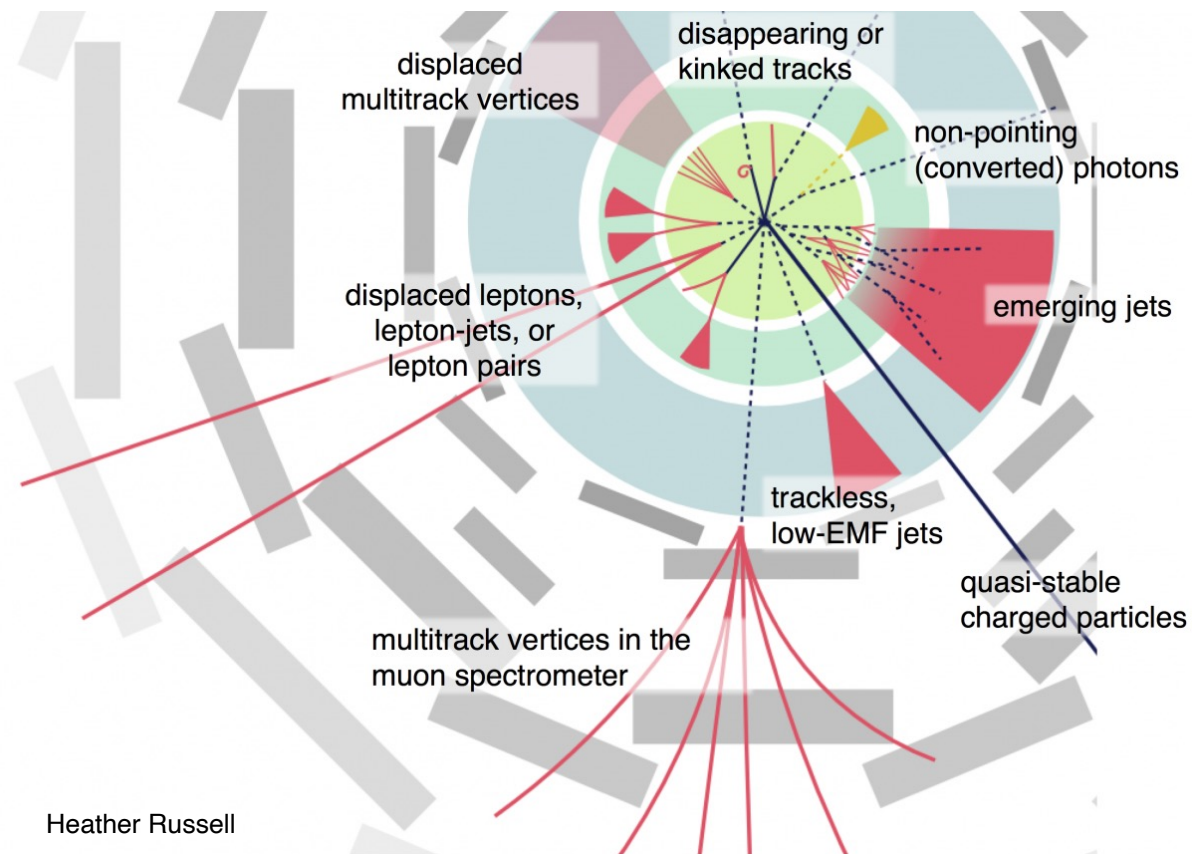 disappearing or
kinked tracks
displaced
multitrack vertices
non-pointing
(converted) photons
displaced leptons,
lepton-jets, or
lepton pairs
emerging jets
trackless,
low-EMF jets
quasi-stable
charged particles
multitrack vertices in the
muon spectrometer
Heather Russell